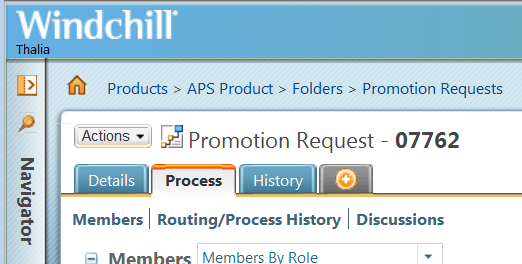 Windchill®
Thalia
Products > APS Product > Folders > Promotion Requests
Actions
Promotion Request - 07762
Details Process History
Navigator
Members Routing/Process History Discussions
Members Members By Role